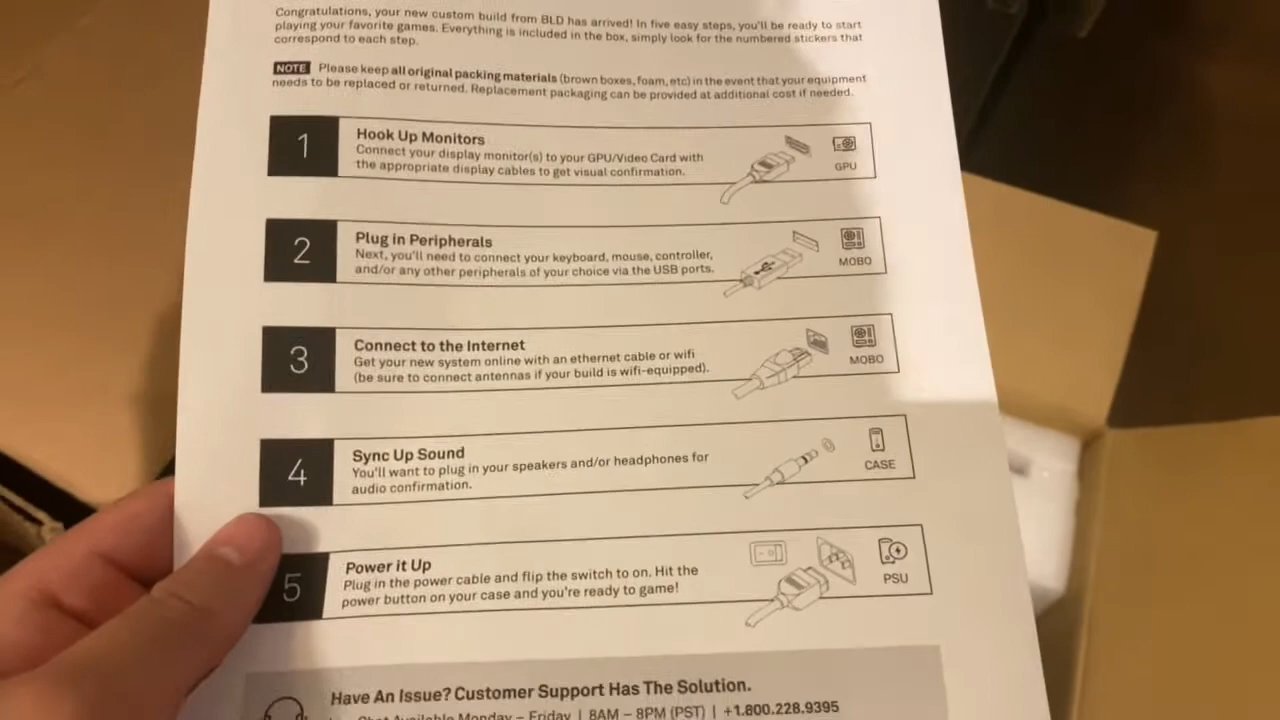 Congratulations, your new custom build from BLD has arrived! In five easy steps, you'll be ready to start
playing your favorite games. Everything is included in the box, simply look for the numbered stickers that
correspond to each step.
NOTE Please keep all original packing materials (brown boxes, foam, etc) in the event that your equipment
needs to be replaced or returned. Replacement packaging can be provided at additional cost if needed.
1
Hook Up Monitors
Connect your display monitor(s) to your GPU/Video Card with
the appropriate display cables to get visual confirmation.
GPU
2
Plug in Peripherals
Next, you'll need to connect your keyboard, mouse, controller,
and/or any other peripherals of your choice via the USB ports.
MOBO
3
Connect to the Internet
Get your new system online with an ethernet cable or wifi
(be sure to connect antennas if your build is wifi-equipped).
MOBO
4
Sync Up Sound
You'll want to plug in your speakers and/or headphones for
audio confirmation.
CASE
5
Power it Up
Plug in the power cable and flip the switch to on. Hit the
power button on your case and you're ready to game!
PSU
Have An Issue? Customer Support Has The Solution.
Chat Available Monday – Friday | 8AM – 8PM (PST) | +1.800.228.9395